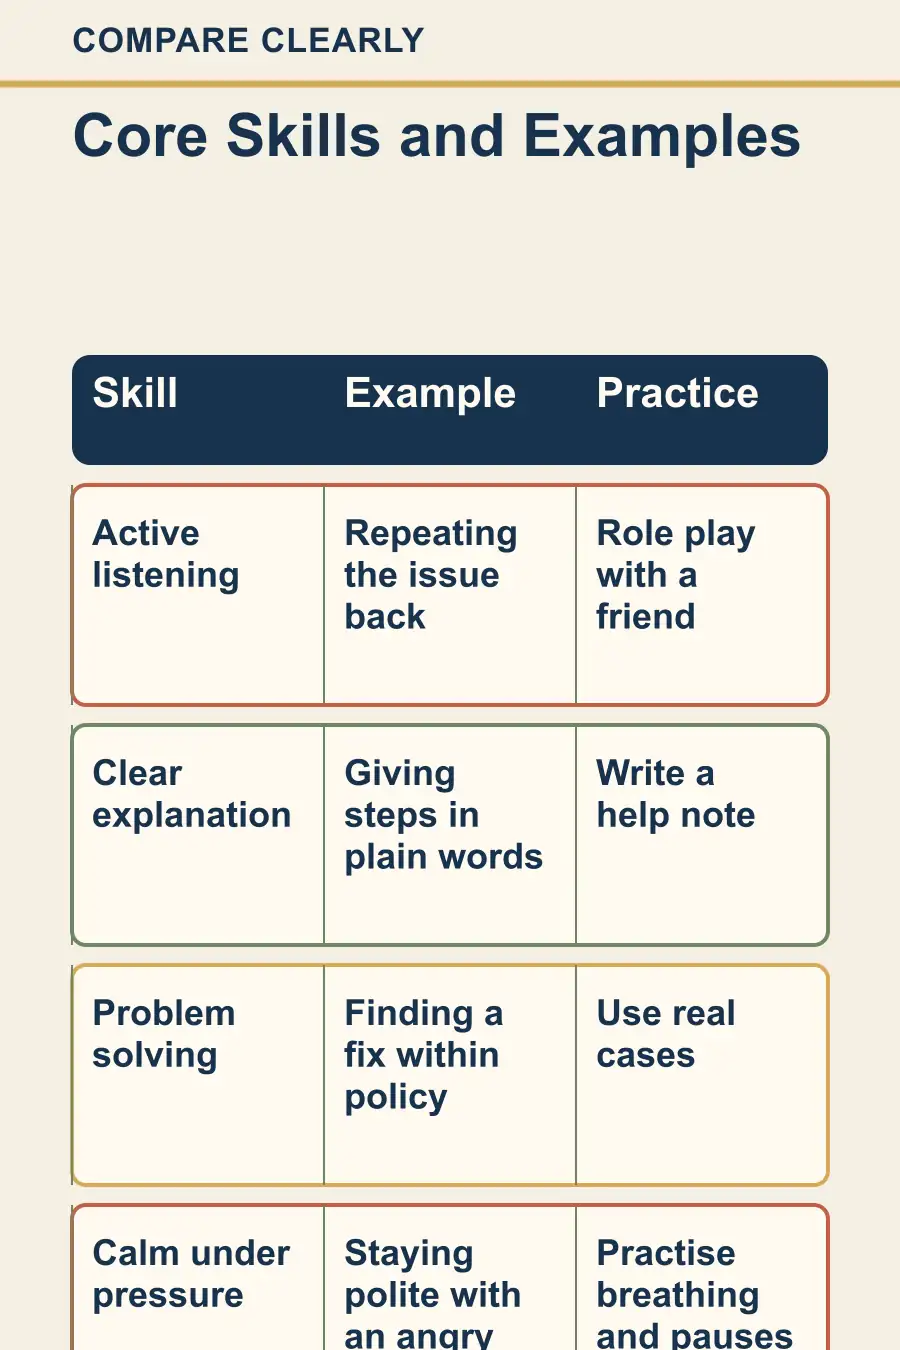 COMPARE CLEARLY
Core Skills and Examples
Skill Example Practice
Active
listening
Repeating
the issue
back
Role play
with a
friend
Clear
explanation
Giving
steps in
plain words
Write a
help note
Problem
solving
Finding a
fix within
policy
Use real
cases
Calm under
pressure
Staying
polite with
an angry
Practise
breathing
and pauses